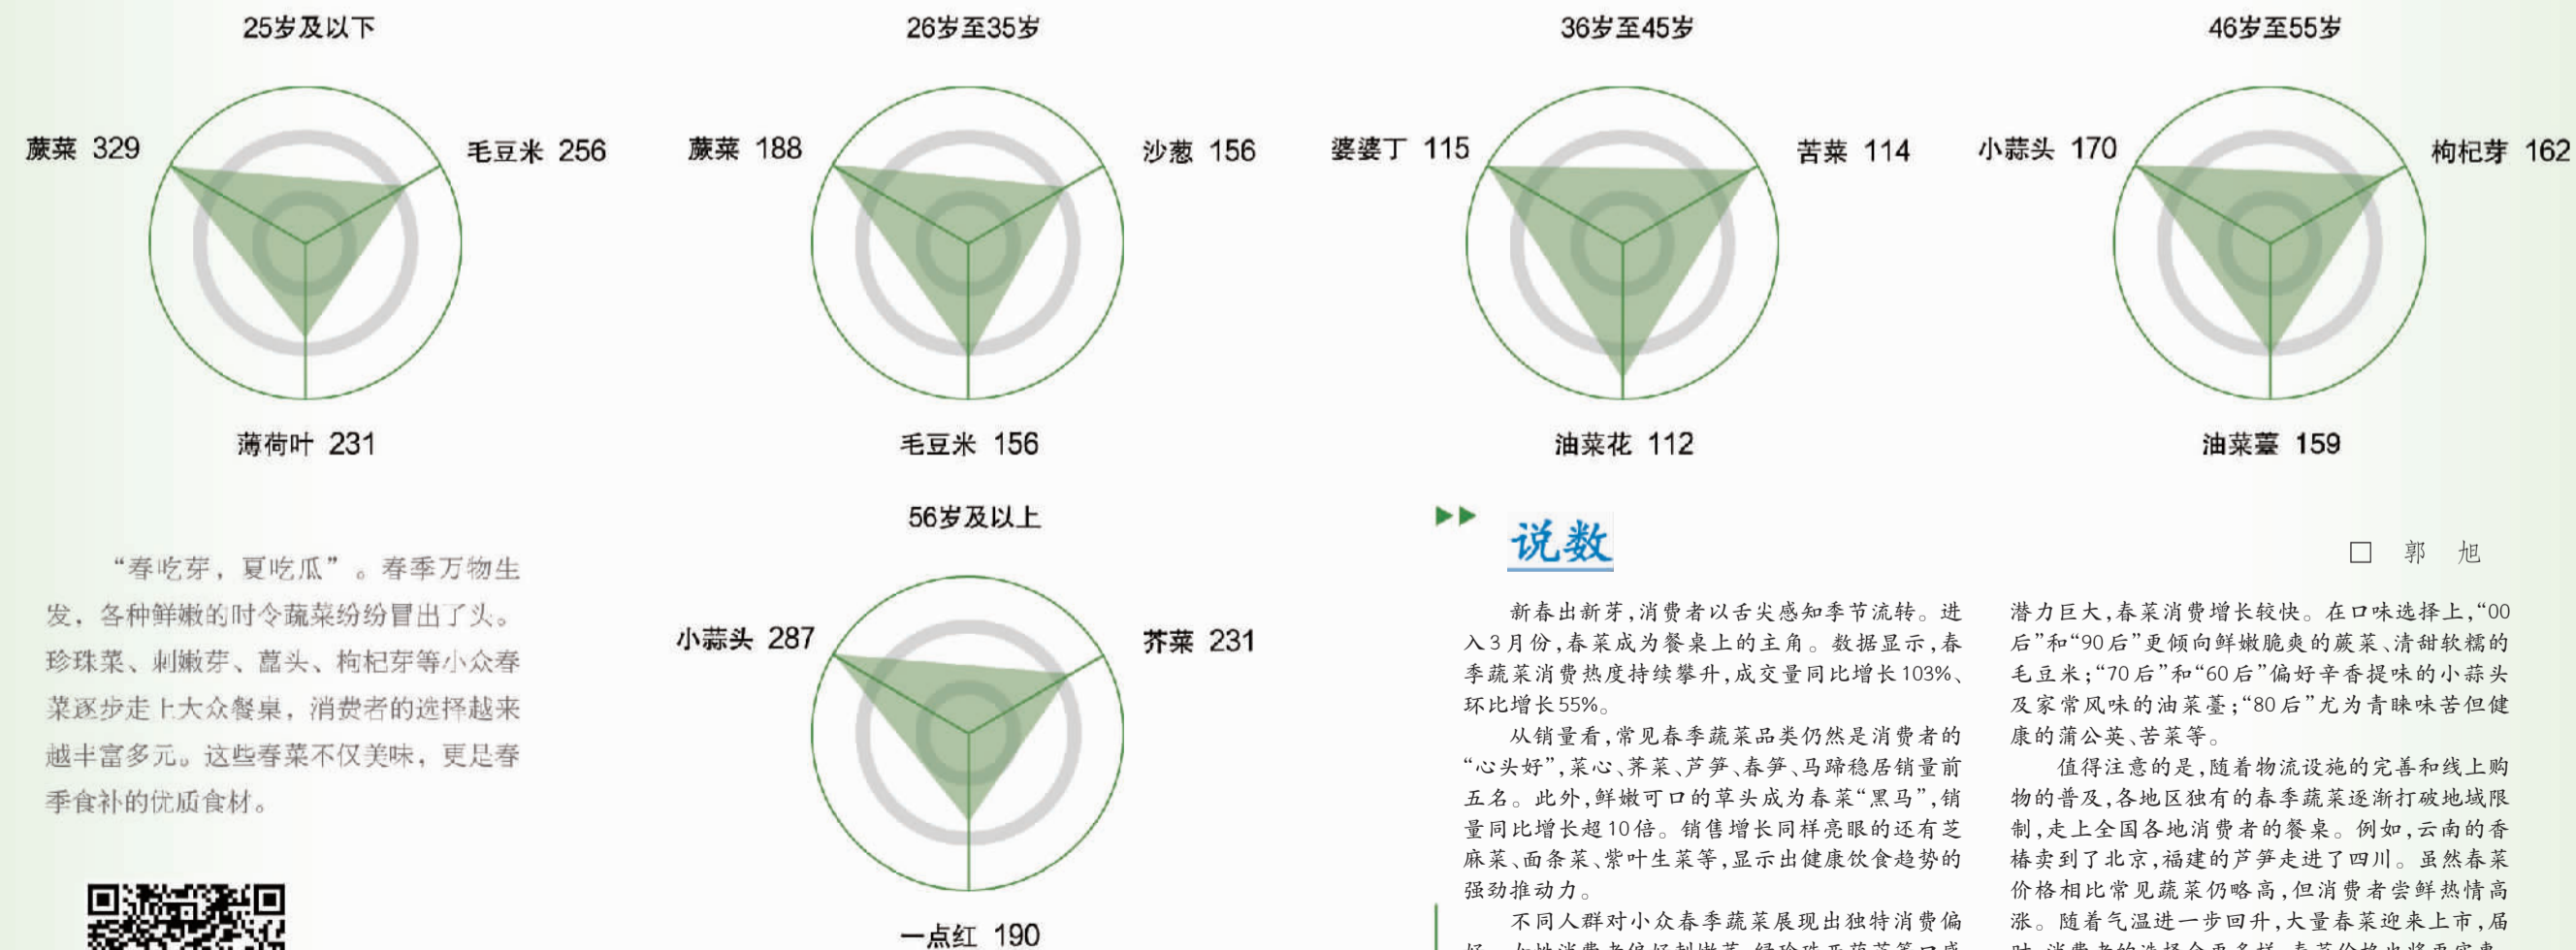 25岁及以下
蕨菜 329
毛豆米 256
薄荷叶 231
26岁至35岁
蕨菜 188
沙葱 156
毛豆米 156
36岁至45岁
婆婆丁 115
苦菜 114
油菜花 112
46岁至55岁
小蒜头 170
枸杞芽 162
油菜薹 159
56岁及以上
小蒜头 287
芥菜 231
一点红 190
“春吃芽，夏吃瓜”。春季万物生
发，各种鲜嫩的时令蔬菜纷纷冒出了头。
珍珠菜、刺嫩芽、藠头、枸杞芽等小众春
菜逐步走上大众餐桌，消费者的选择越来
越丰富多元。这些春菜不仅美味，更是春
季食补的优质食材。
说数
□ 郭 旭
新春出新芽,消费者以舌尖感知季节流转。进
入3月份,春菜成为餐桌上的主角。数据显示,春
季蔬菜消费热度持续攀升,成交量同比增长103%、
环比增长55%。
从销量看,常见春季蔬菜品类仍然是消费者的
“心头好”,菜心、荠菜、芦笋、春笋、马蹄稳居销量前
五名。此外,鲜嫩可口的草头成为春菜“黑马”,销
量同比增长超10倍。销售增长同样亮眼的还有芝
麻菜、面条菜、紫叶生菜等,显示出健康饮食趋势的
强劲推动力。
不同人群对小众春季蔬菜展现出独特消费偏
潜力巨大,春菜消费增长较快。在口味选择上,“00
后”和“90后”更倾向鲜嫩脆爽的蕨菜、清甜软糯的
毛豆米;“70后”和“60后”偏好辛香提味的小蒜头
及家常风味的油菜薹;“80后”尤为青睐味苦但健
康的蒲公英、苦菜等。
值得注意的是,随着物流设施的完善和线上购
物的普及,各地区独有的春季蔬菜逐渐打破地域限
制,走上全国各地消费者的餐桌。例如,云南的香
椿卖到了北京,福建的芦笋走进了四川。虽然春菜
价格相比常见蔬菜仍略高,但消费者尝鲜热情高
涨。随着气温进一步回升,大量春菜迎来上市,届